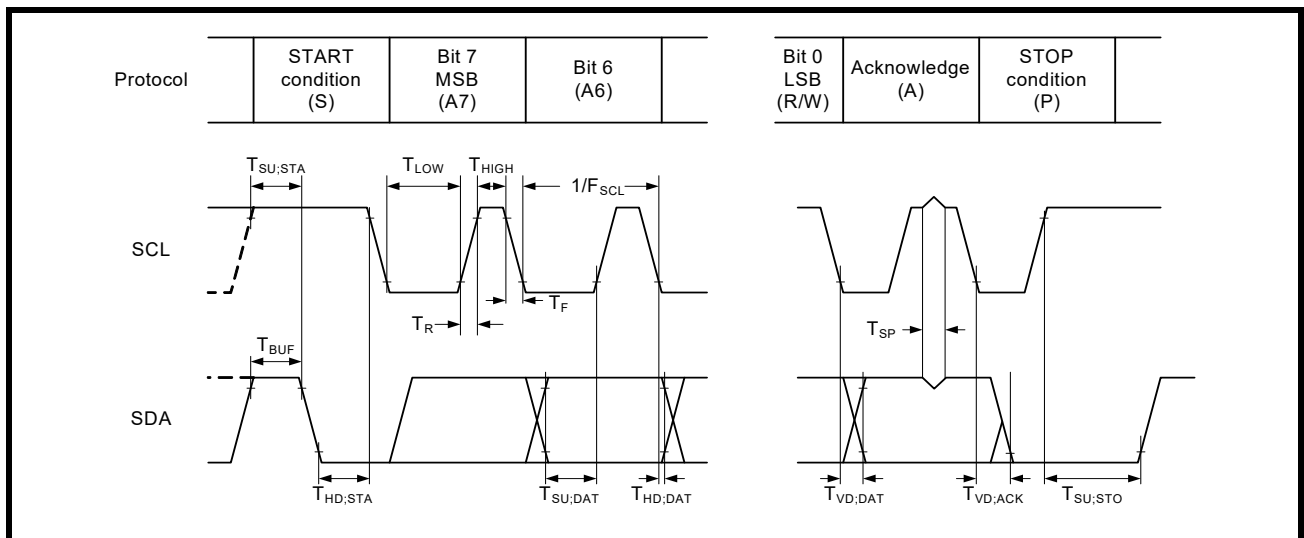 Protocol
START
condition
(S)
Bit 7
MSB
(A7)
Bit 6
(A6)
Bit 0
LSB
(R/W)
Acknowledge
(A)
STOP
condition
(P)
TSU;STA
TLOW
THIGH
1/FSCL
SCL
TF
TR
TSP
TBUF
SDA
THD;STA
TSU;DAT
THD;DAT
TVD;DAT
TVD;ACK
TSU;STO